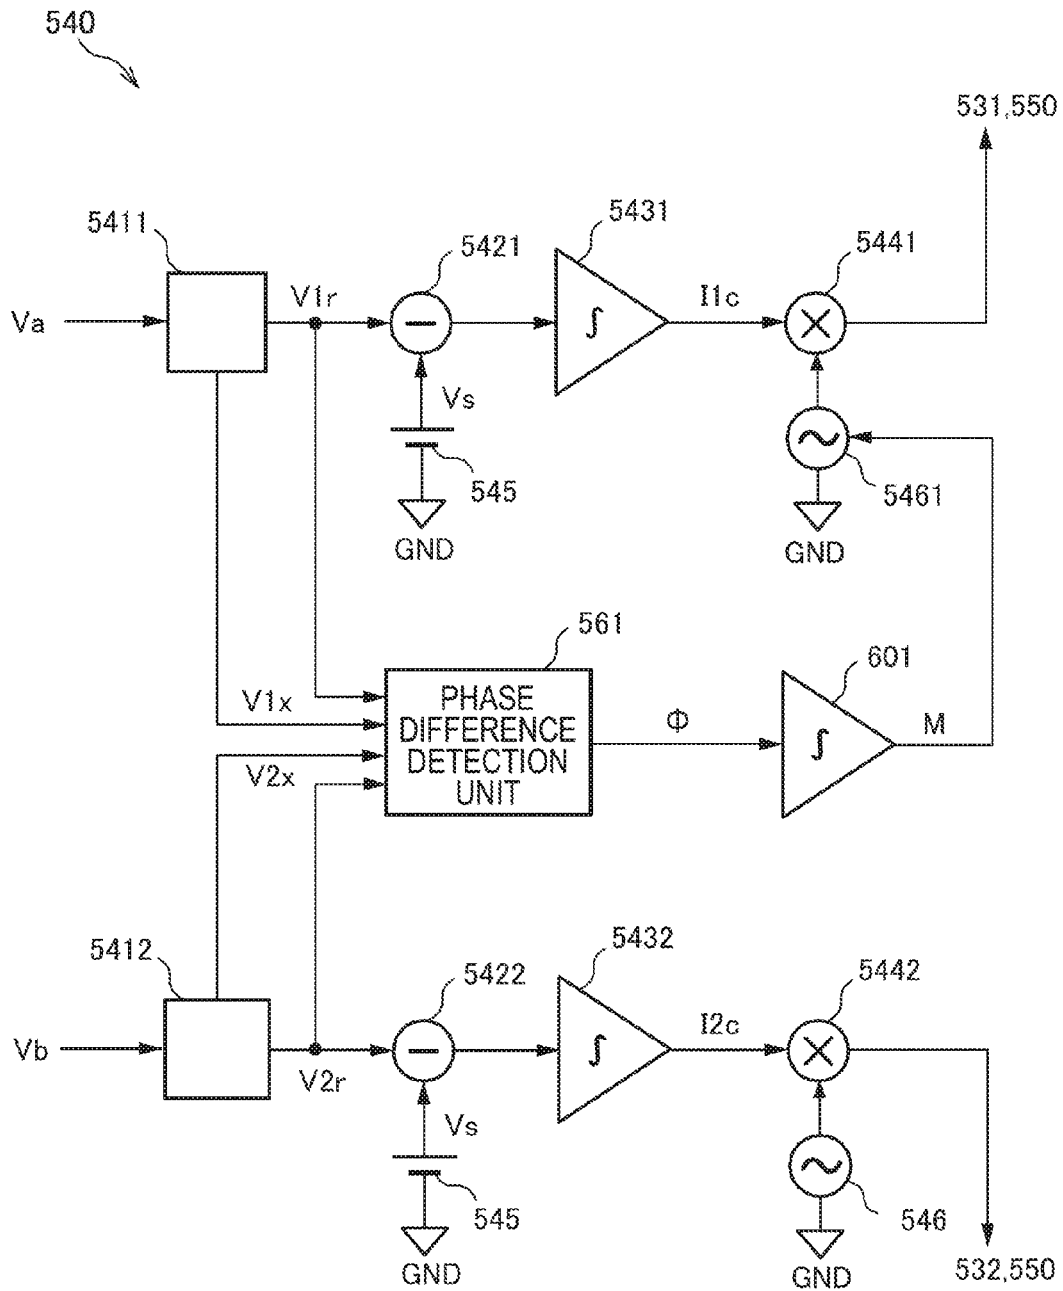 540
531,550
5411
5421
5431
5441
Va
V1r
I1c
Vs
545
5461
GND
GND
561
601
V1x
PHASE
DIFFERENCE
DETECTION
UNIT
Φ
M
V2x
5412
5422
5432
5442
Vb
V2r
I2c
Vs
545
546
GND
GND
532,550